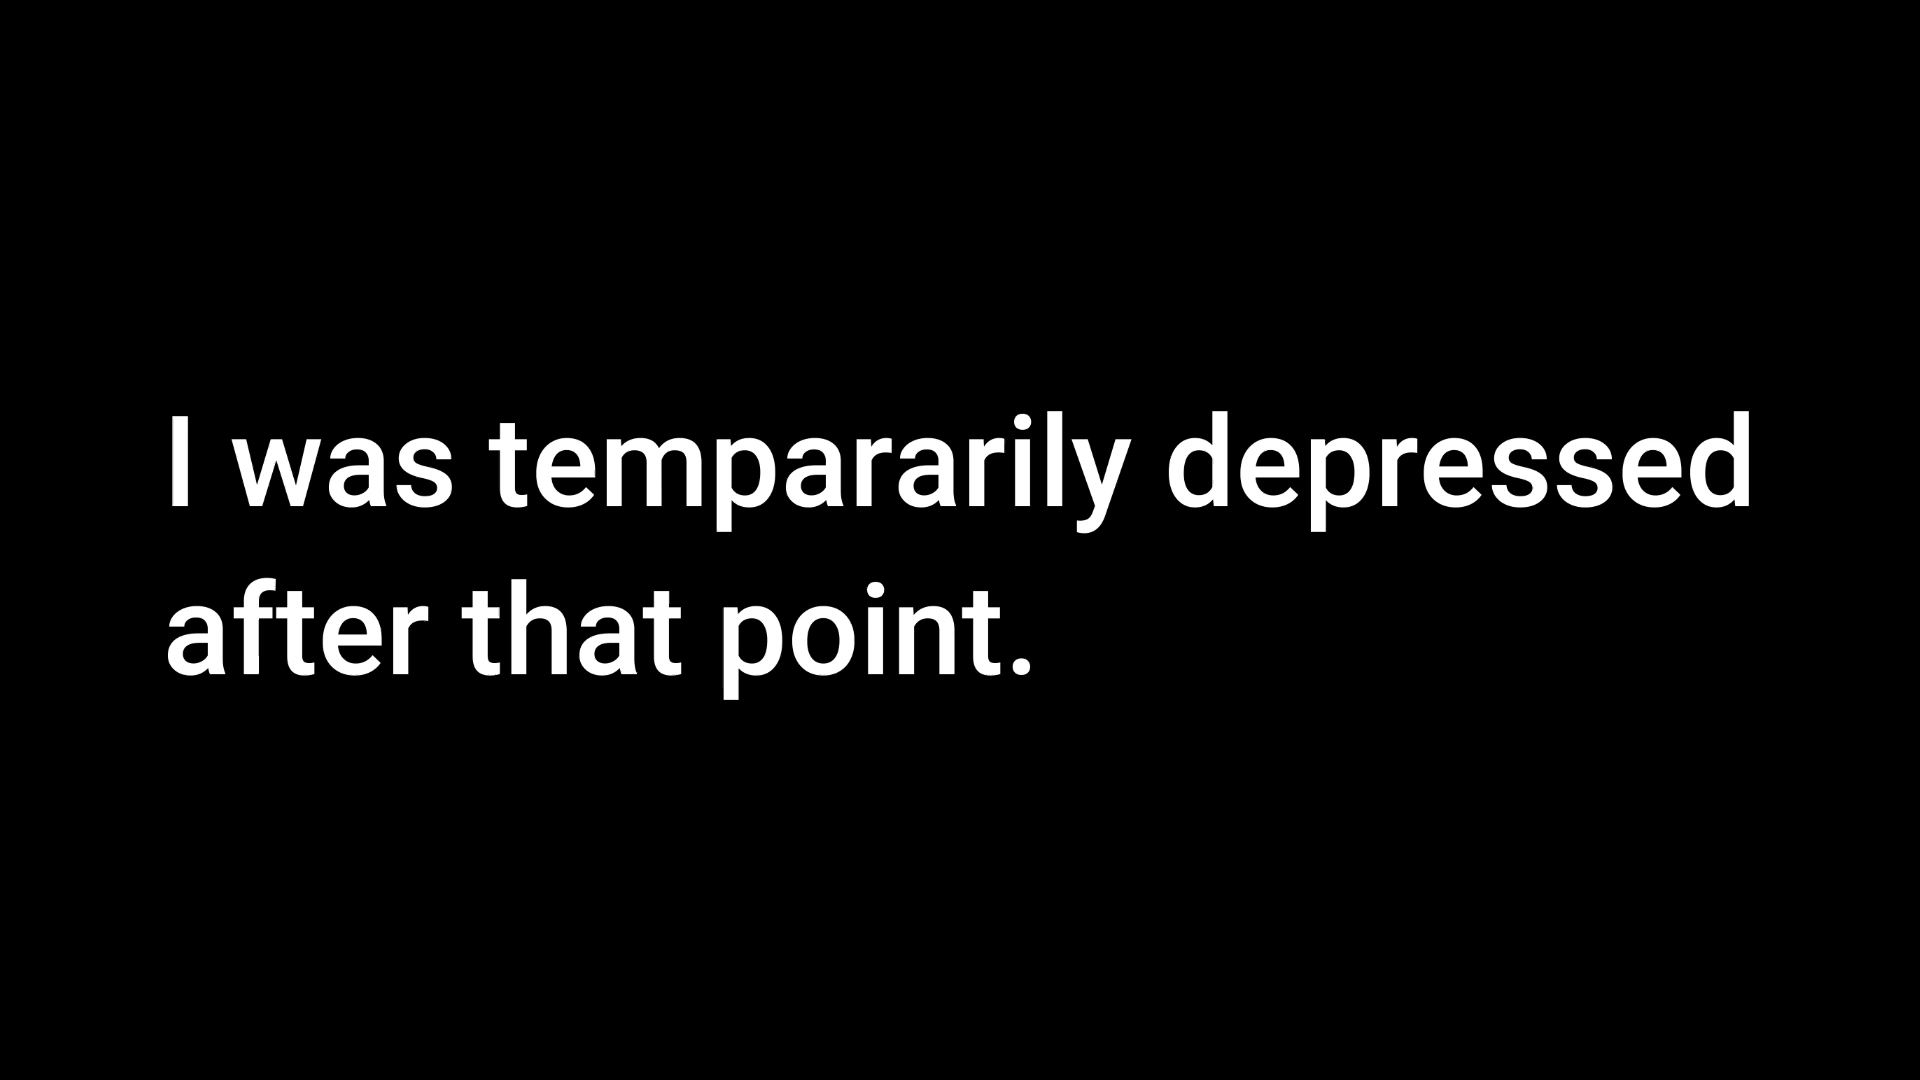 I was tempararily depressed
after that point.